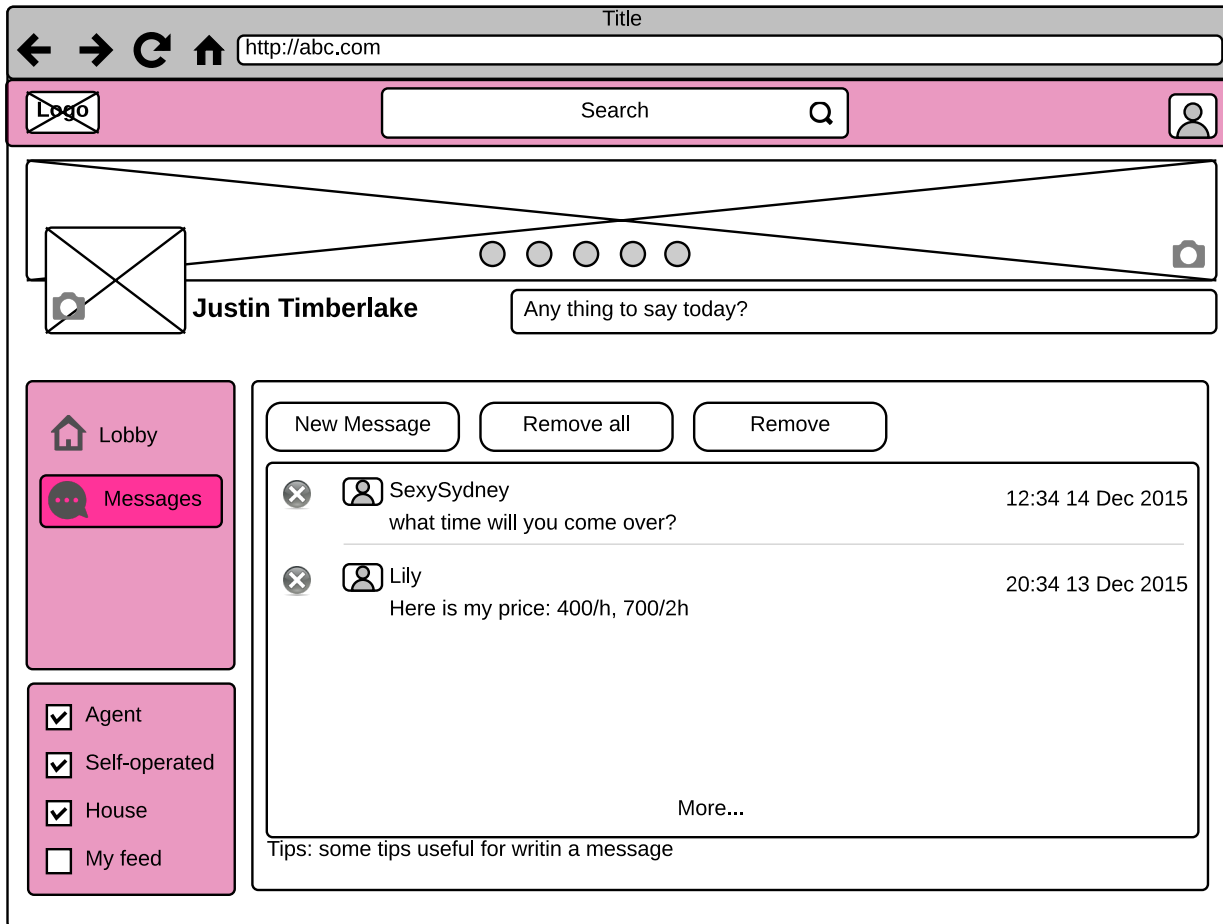 Title
http://abc.com
Logo
Search
Justin Timberlake
Any thing to say today?
Lobby
Messages
New Message
Remove all
Remove
SexySydney
12:34 14 Dec 2015
what time will you come over?
Lily
20:34 13 Dec 2015
Here is my price: 400/h, 700/2h
More...
Tips: some tips useful for writin a message
Agent
Self-operated
House
My feed